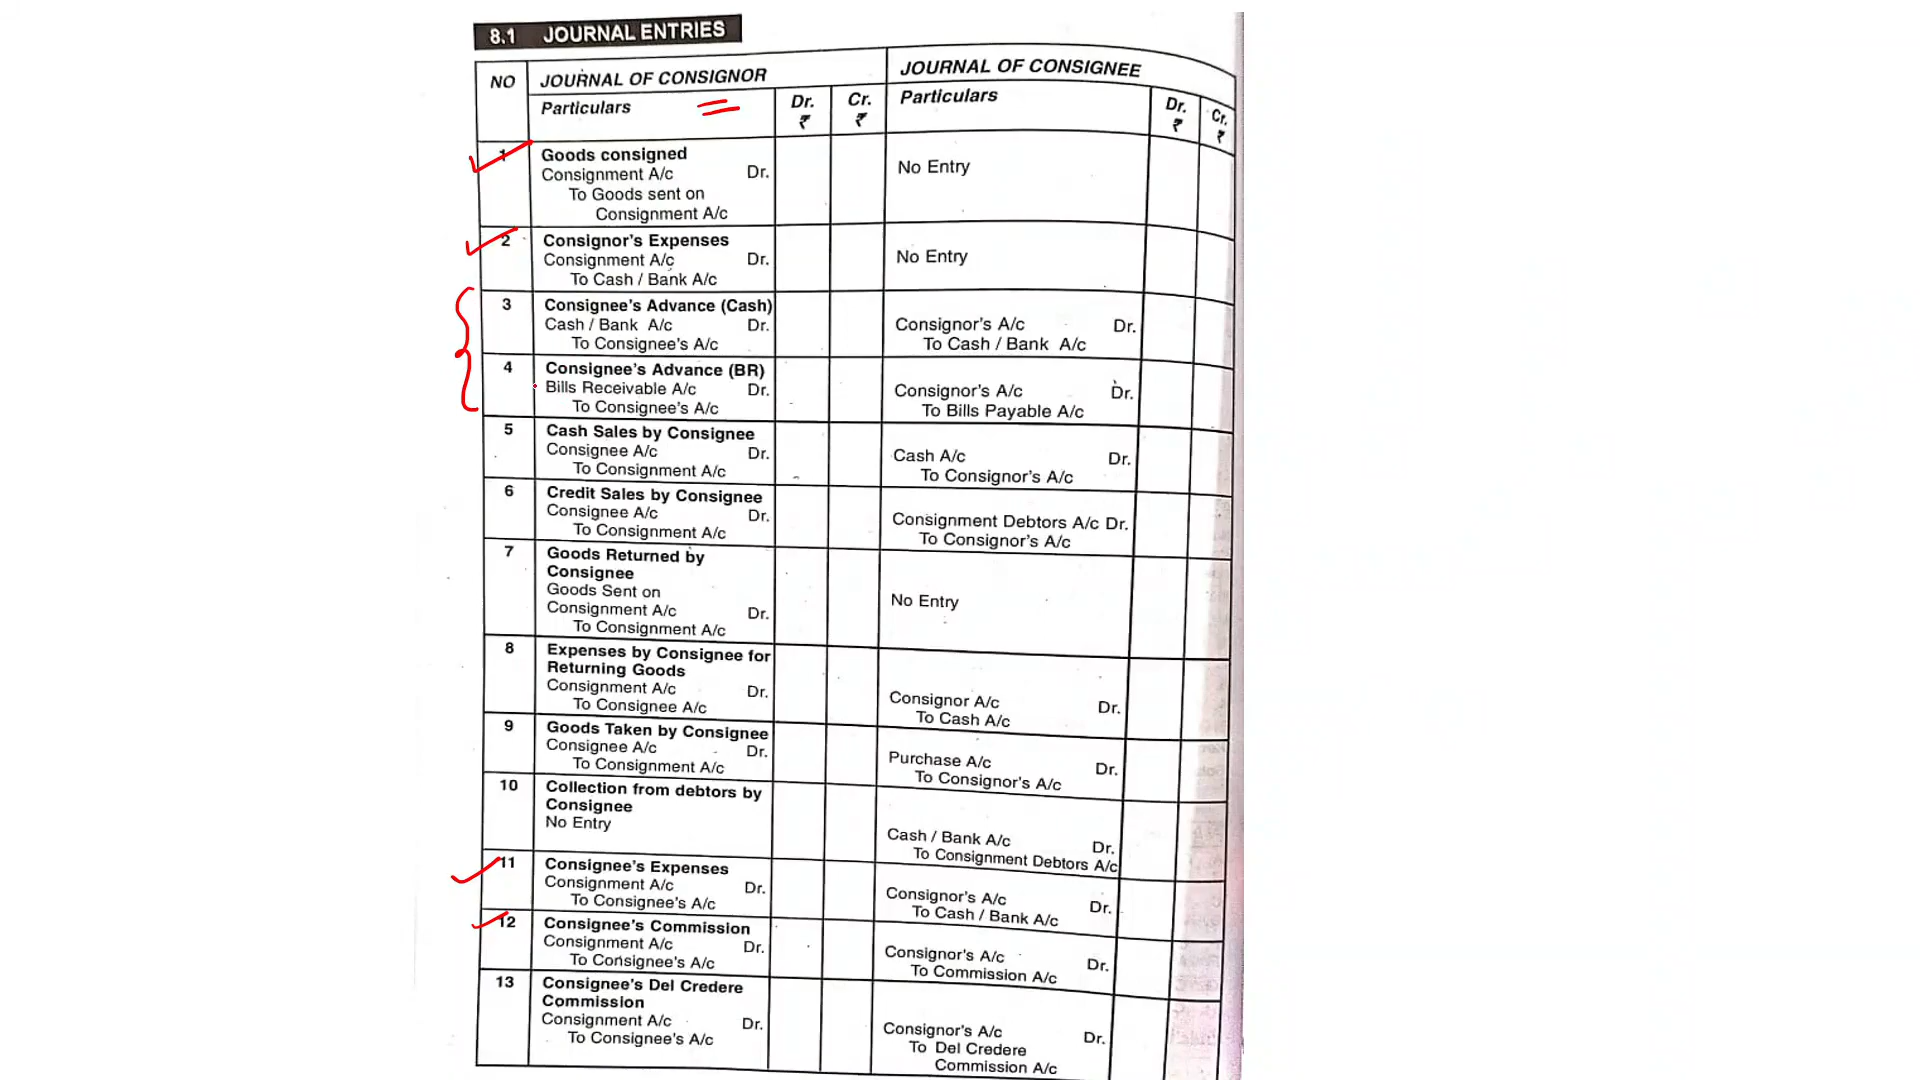 8.1 JOURNAL ENTRIES
NO JOURNAL OF CONSIGNOR JOURNAL OF CONSIGNEE
Particulars Dr. ₹ Cr. ₹ Particulars Dr. ₹ Cr. ₹
1 Goods consigned
Consignment A/c Dr. No Entry
To Goods sent on
Consignment A/c
2 Consignor's Expenses
Consignment A/c Dr. No Entry
To Cash / Bank A/c
3 Consignee's Advance (Cash)
Cash / Bank A/c Dr. Consignor's A/c Dr.
To Consignee's A/c To Cash / Bank A/c
4 Consignee's Advance (BR)
Bills Receivable A/c Dr. Consignor's A/c Dr.
To Consignee's A/c To Bills Payable A/c
5 Cash Sales by Consignee
Consignee A/c Dr. Cash A/c Dr.
To Consignment A/c To Consignor's A/c
6 Credit Sales by Consignee
Consignee A/c Dr. Consignment Debtors A/c Dr.
To Consignment A/c To Consignor's A/c
7 Goods Returned by
Consignee
Goods Sent on No Entry
Consignment A/c Dr.
To Consignment A/c
8 Expenses by Consignee for
Returning Goods
Consignment A/c Dr. Consignor A/c Dr.
To Consignee A/c To Cash A/c
9 Goods Taken by Consignee
Consignee A/c Dr. Purchase A/c Dr.
To Consignment A/c To Consignor's A/c
10 Collection from debtors by
Consignee
No Entry Cash / Bank A/c Dr.
To Consignment Debtors A/c
11 Consignee's Expenses
Consignment A/c Dr. Consignor's A/c Dr.
To Consignee's A/c To Cash / Bank A/c
12 Consignee's Commission
Consignment A/c Dr. Consignor's A/c Dr.
To Consignee's A/c To Commission A/c
13 Consignee's Del Credere
Commission
Consignment A/c Dr. Consignor's A/c Dr.
To Consignee's A/c To Del Credere
Commission A/c